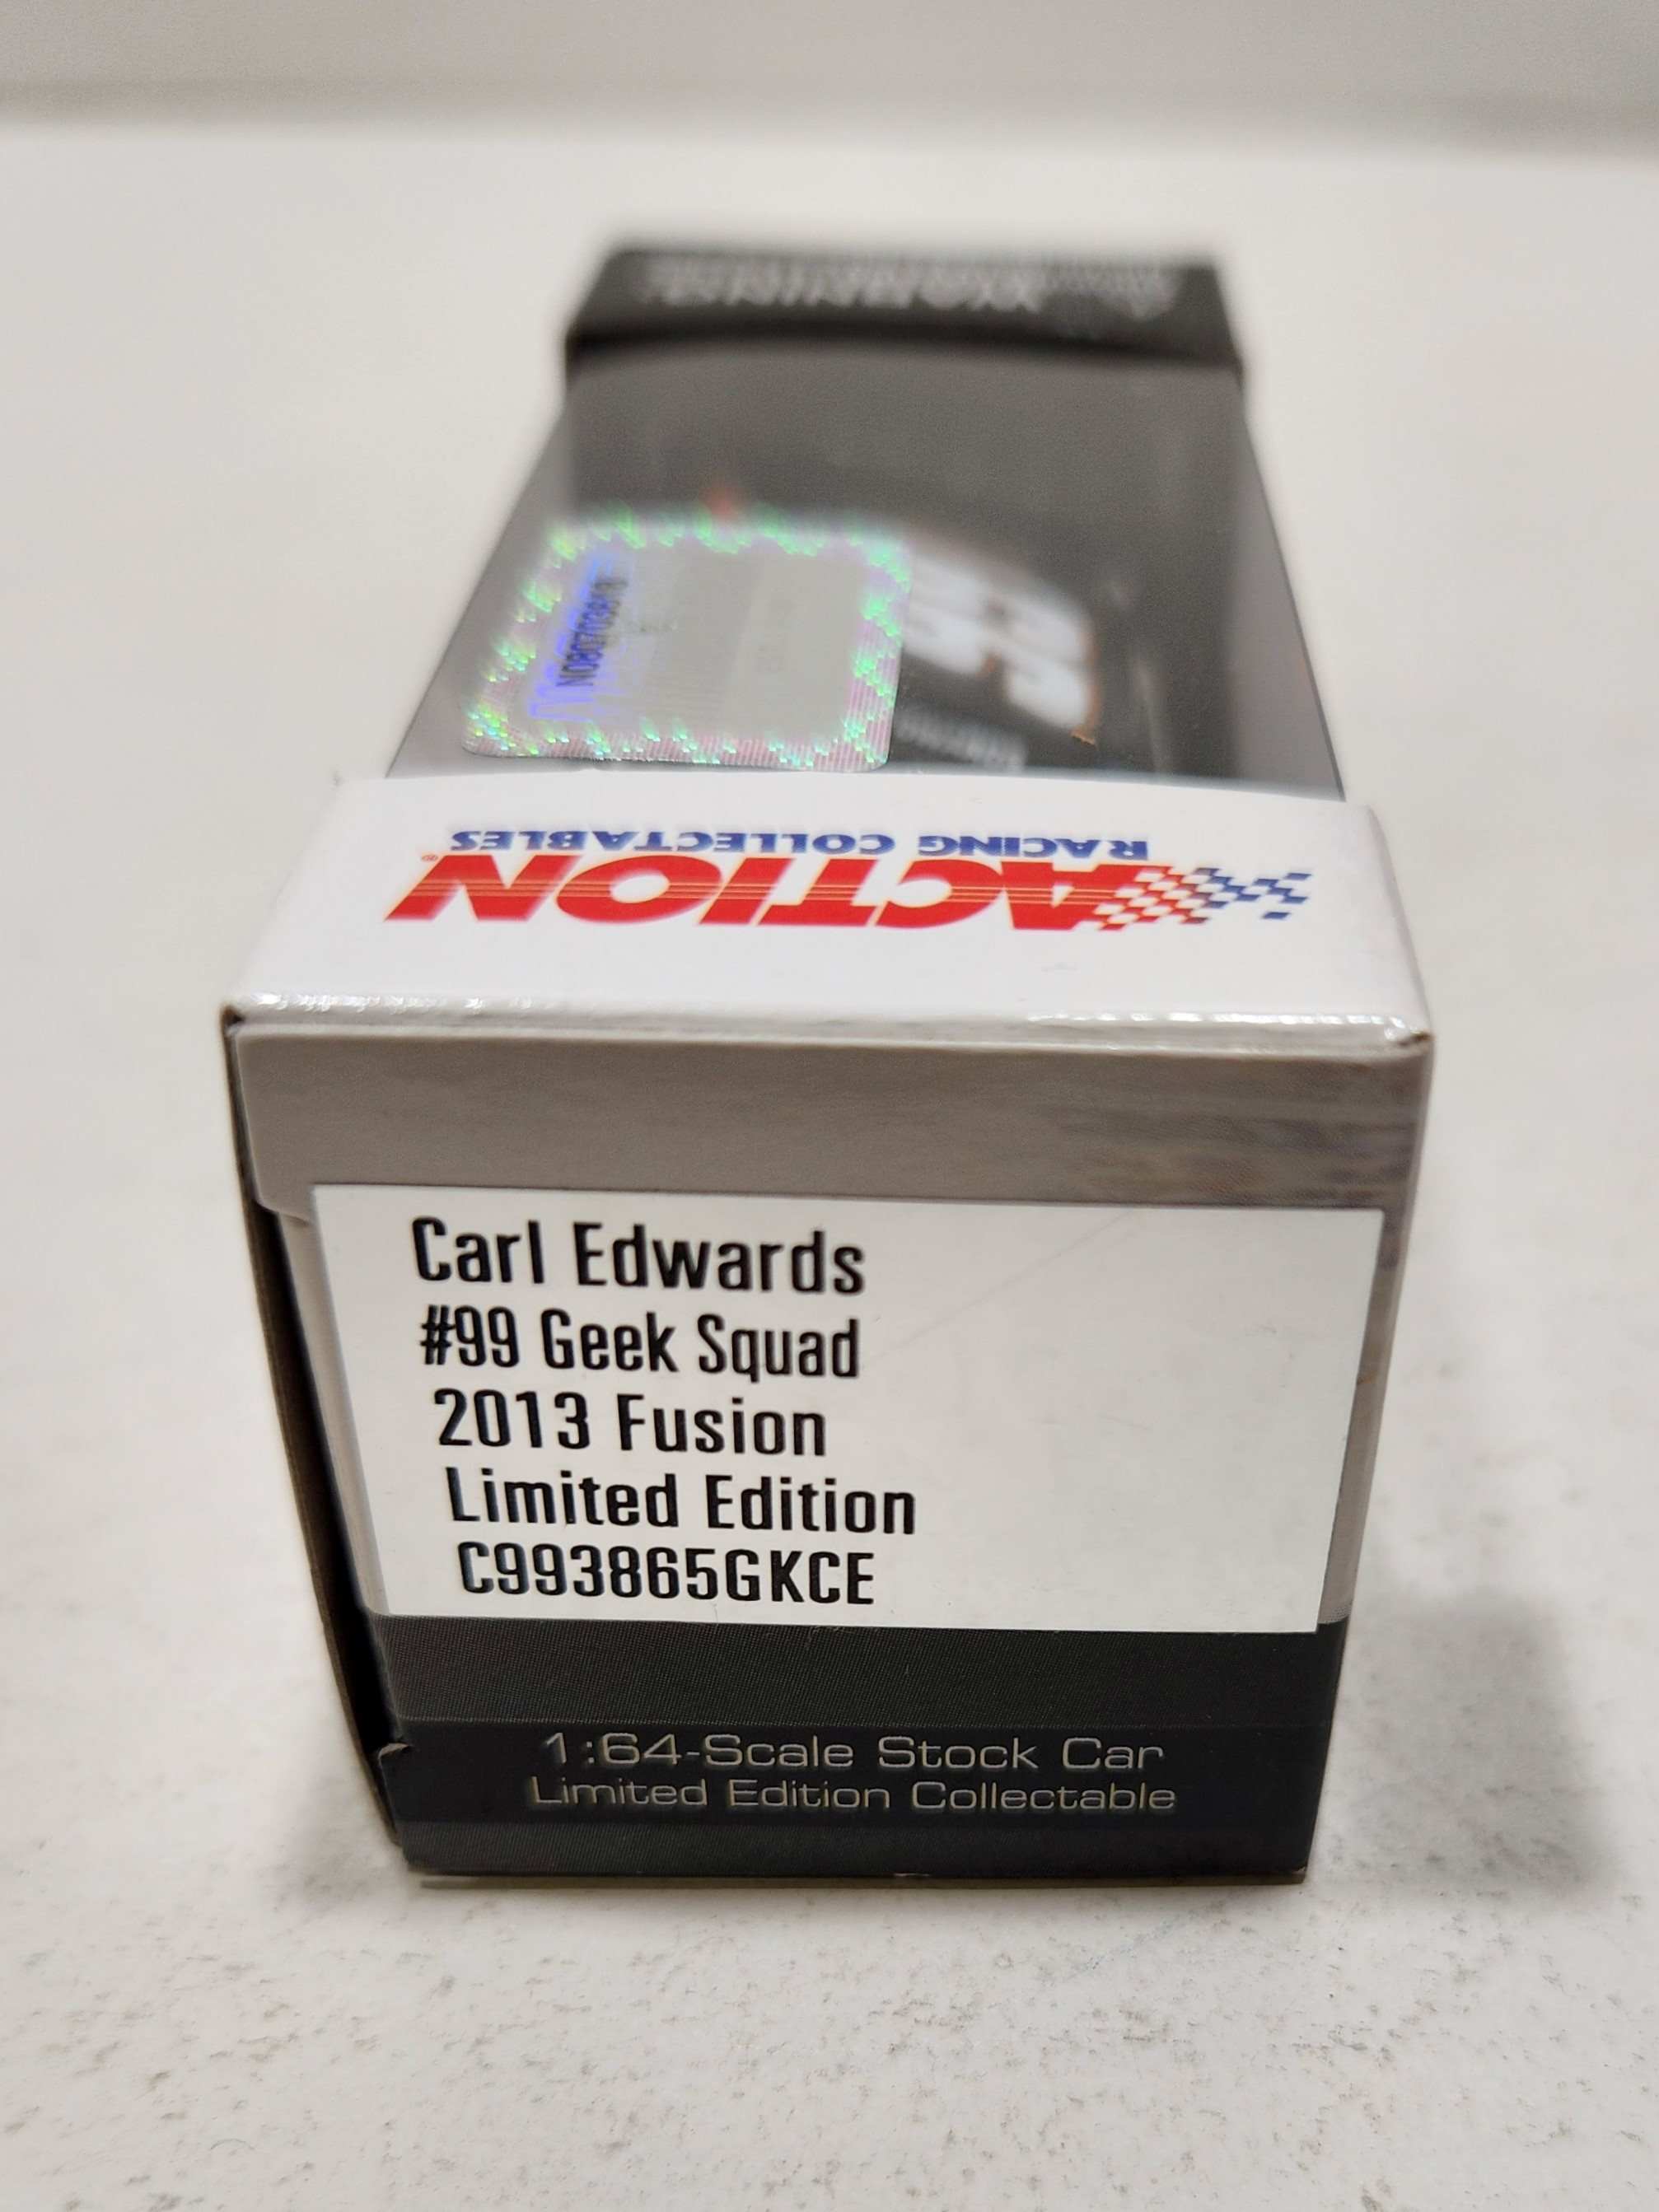 ACTION®
RACING COLLECTABLES
Carl Edwards
#99 Geek Squad
2013 Fusion
Limited Edition
C993865GKCE
1:64-Scale Stock Car
Limited Edition Collectable